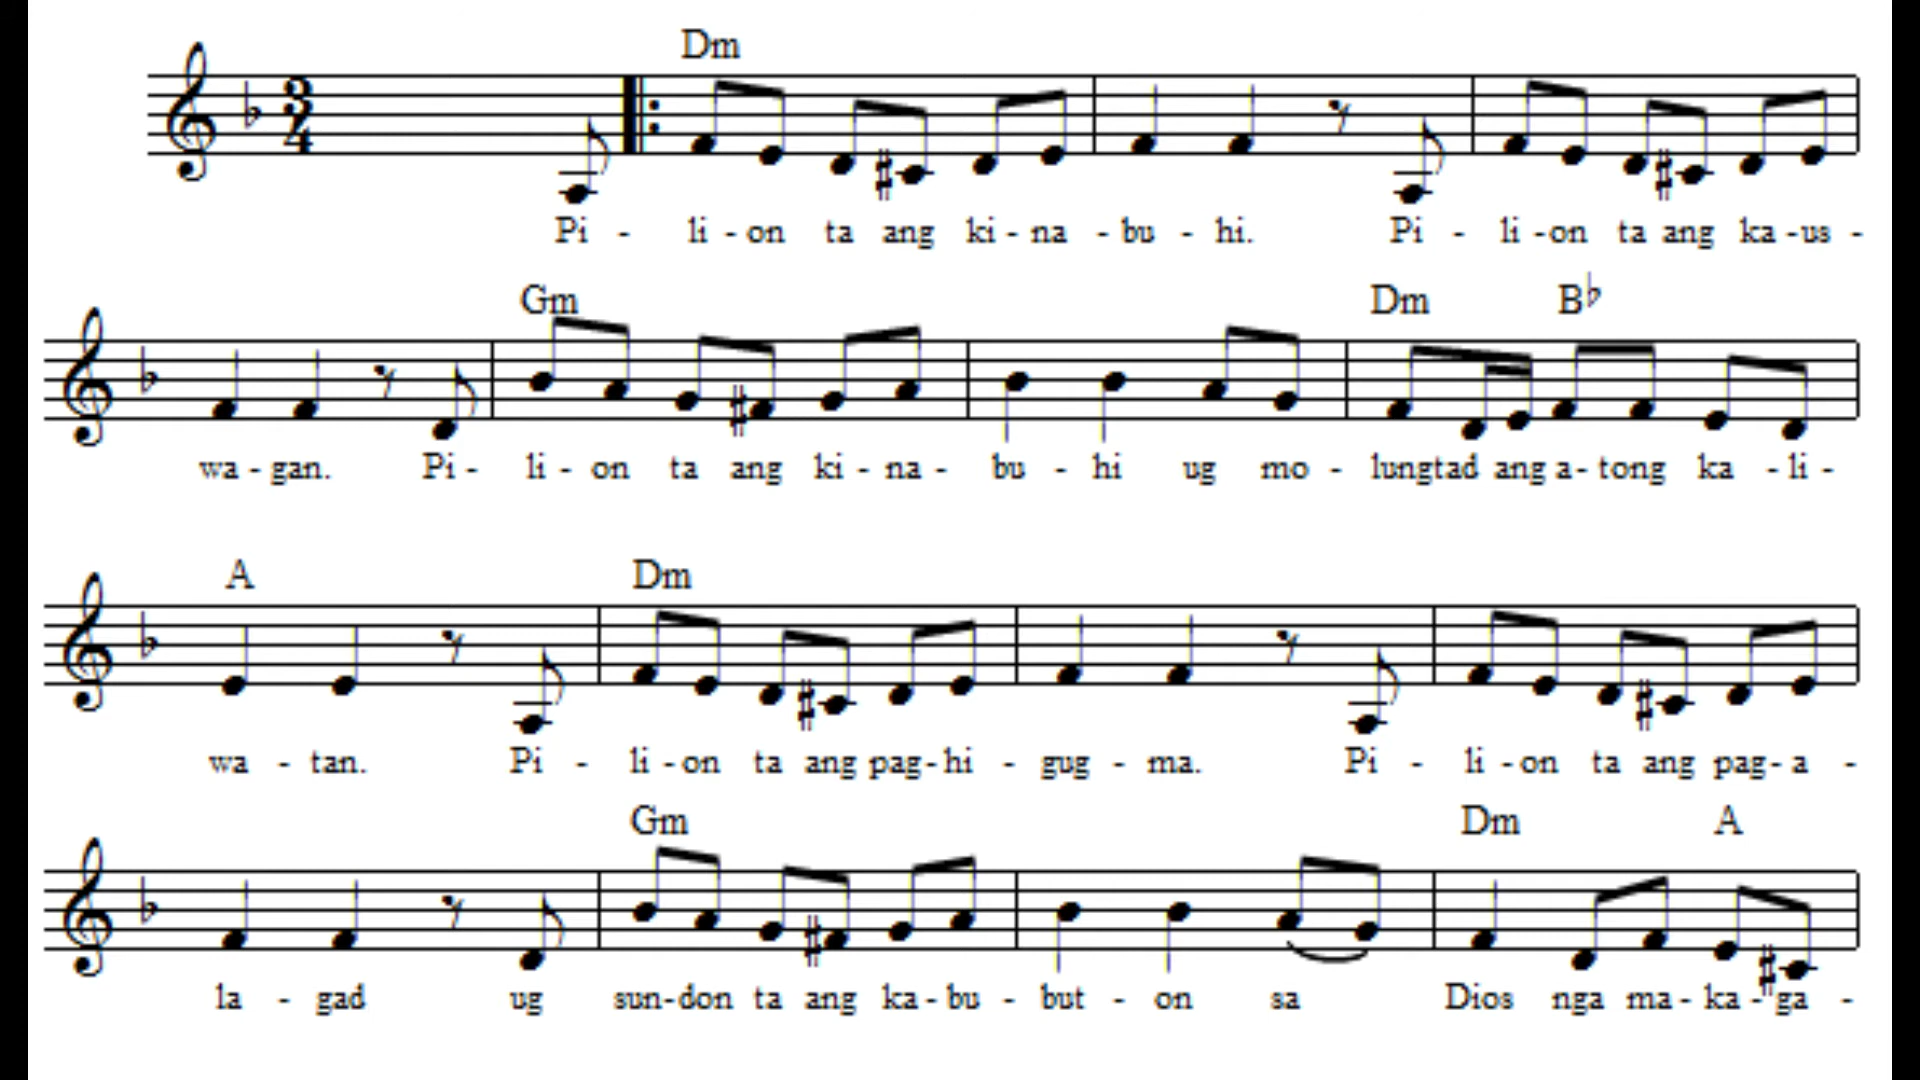 Dm
3
4
Pi - li - on ta ang ki - na - bu - hi. Pi - li - on ta ang ka - us -
Gm Dm B♭
wa - gan. Pi - li - on ta ang ki - na - bu - hi ug mo - lungtad ang a - tong ka - li -
A Dm
wa - tan. Pi - li - on ta ang pag - hi - gug - ma. Pi - li - on ta ang pag - a -
Gm Dm A
la - gad ug sun - don ta ang ka - bu - but - on sa Dios nga ma - ka - ga -